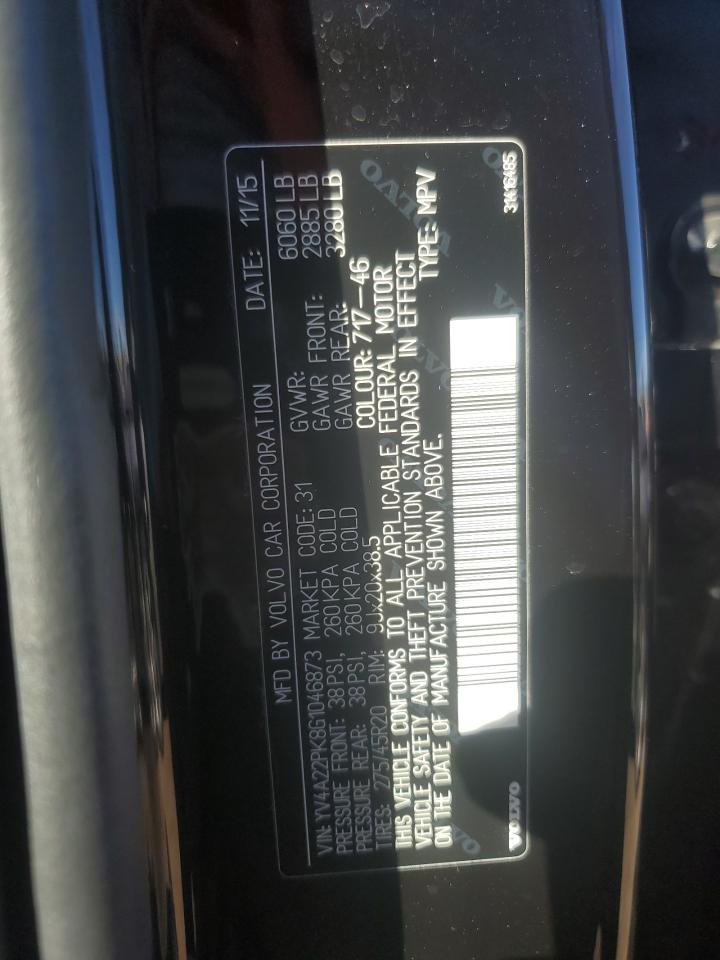 MFD BY VOLVO CAR CORPORATION DATE: 11/15
VIN: YV4A22PK8G1046873 MARKET CODE: 31 GVWR: 6060 LB
PRESSURE FRONT: 38 PSI, 260 KPA COLD GAWR FRONT: 2885 LB
PRESSURE REAR: 38 PSI, 260 KPA COLD GAWR REAR: 3280 LB
TIRES: 275/45R20 RIM: 9Jx20x38.5 COLOUR: 717-46
THIS VEHICLE CONFORMS TO ALL APPLICABLE FEDERAL MOTOR
VEHICLE SAFETY AND THEFT PREVENTION STANDARDS IN EFFECT
ON THE DATE OF MANUFACTURE SHOWN ABOVE. TYPE: MPV
VOLVO 31416485